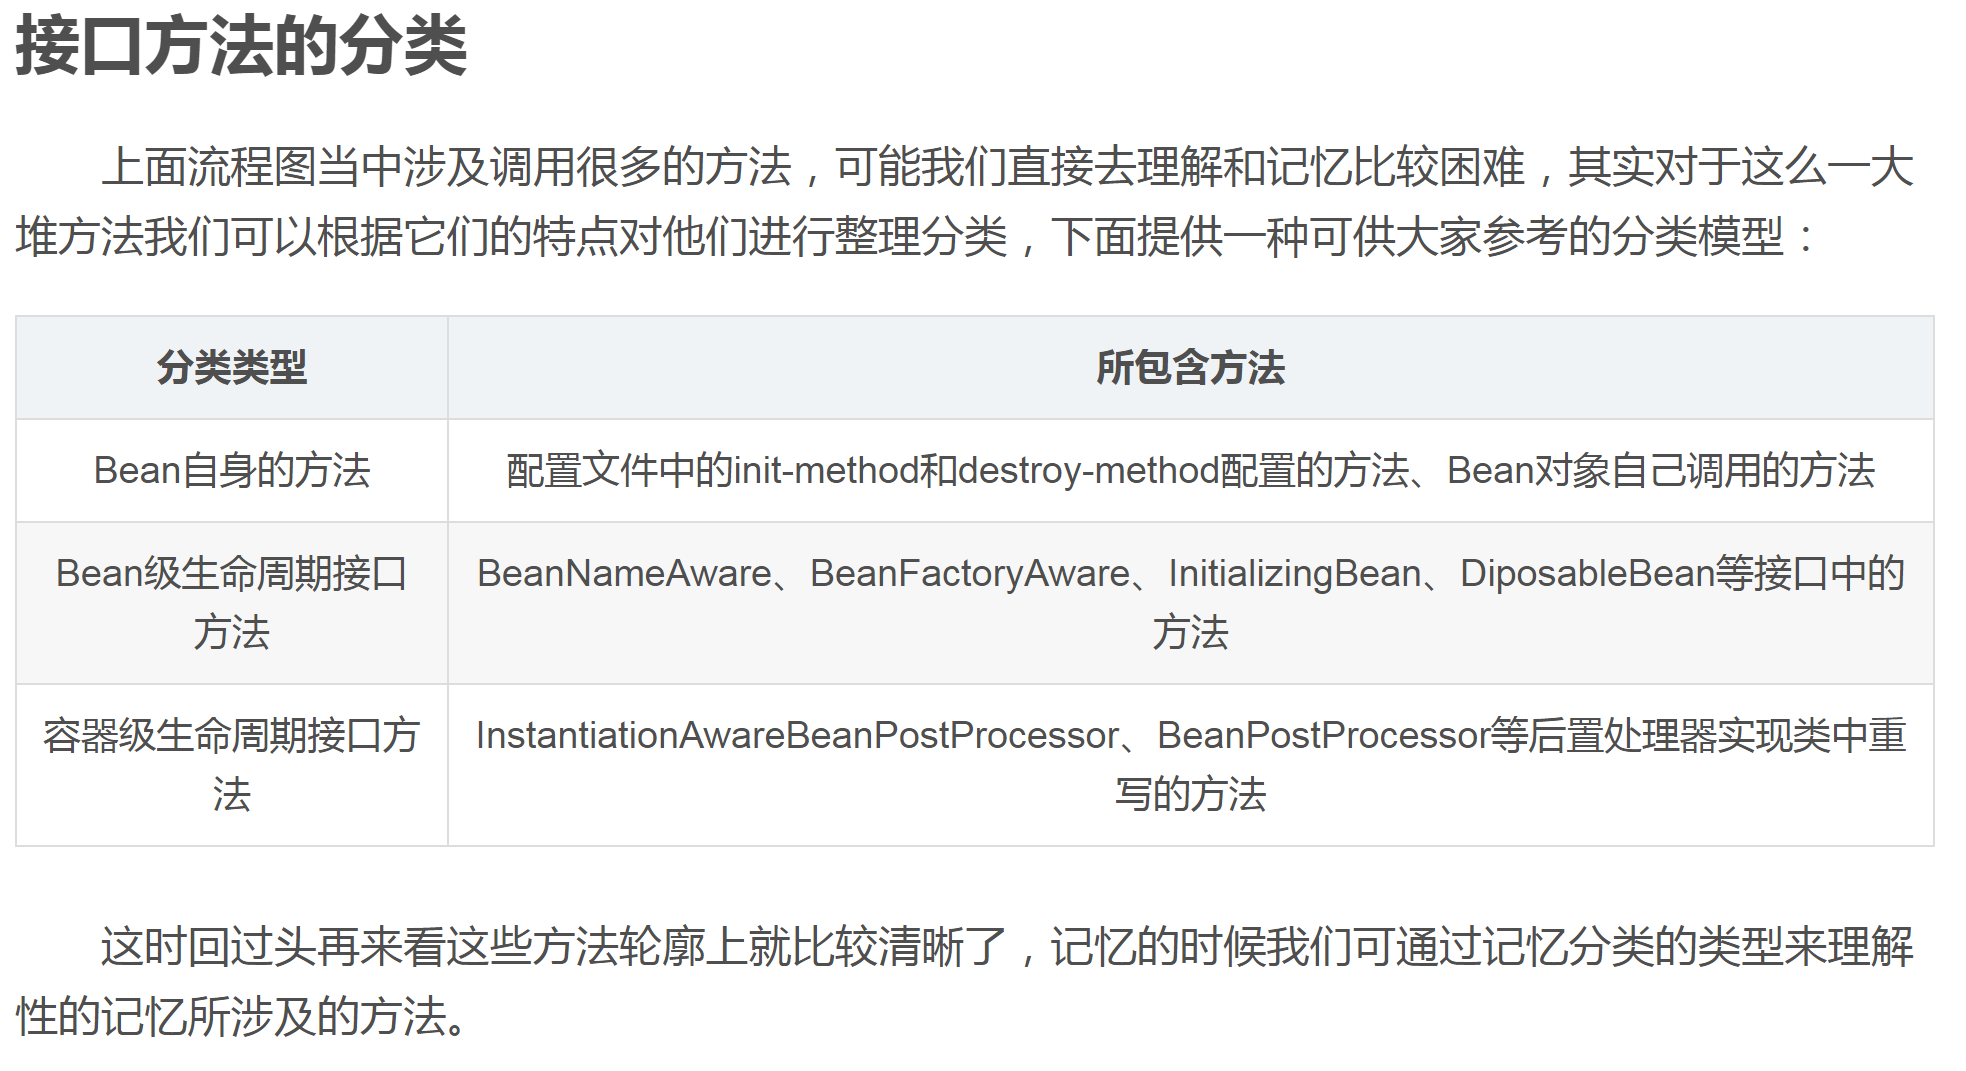 接口方法的分类
上面流程图当中涉及调用很多的方法，可能我们直接去理解和记忆比较困难，其实对于这么一大
堆方法我们可以根据它们的特点对他们进行整理分类，下面提供一种可供大家参考的分类模型：
分类类型 所包含方法
Bean自身的方法 配置文件中的init-method和destroy-method配置的方法、Bean对象自己调用的方法
Bean级生命周期接口
方法
BeanNameAware、BeanFactoryAware、InitializingBean、DiposableBean等接口中的
方法
容器级生命周期接口方
法
InstantiationAwareBeanPostProcessor、BeanPostProcessor等后置处理器实现类中重
写的方法
这时回过头再来看这些方法轮廓上就比较清晰了，记忆的时候我们可通过记忆分类的类型来理解
性的记忆所涉及的方法。